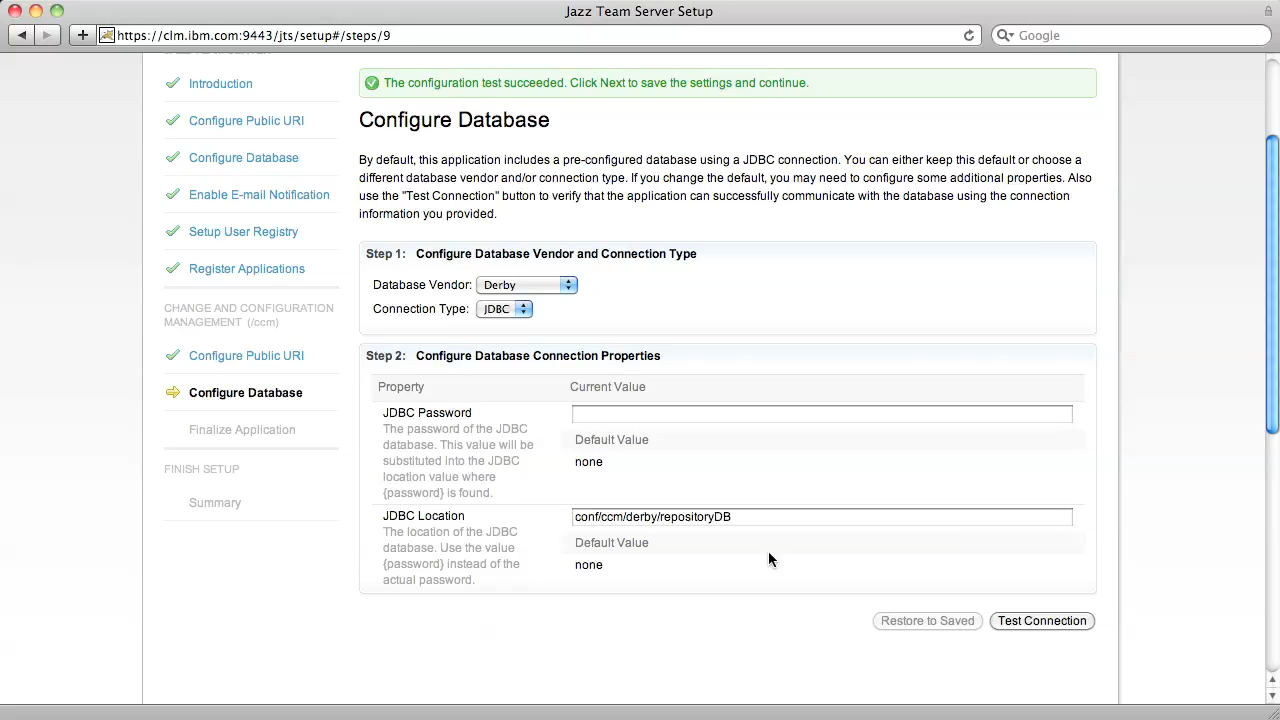 Jazz Team Server Setup
https://clm.ibm.com:9443/jts/setup#/steps/9
Google
Introduction
Configure Public URI
Configure Database
Enable E-mail Notification
Setup User Registry
Register Applications
CHANGE AND CONFIGURATION
MANAGEMENT (/ccm)
Configure Public URI
Configure Database
Finalize Application
FINISH SETUP
Summary
The configuration test succeeded. Click Next to save the settings and continue.
Configure Database
By default, this application includes a pre-configured database using a JDBC connection. You can either keep this default or choose a
different database vendor and/or connection type. If you change the default, you may need to configure some additional properties. Also
use the "Test Connection" button to verify that the application can successfully communicate with the database using the connection
information you provided.
Step 1: Configure Database Vendor and Connection Type
Database Vendor: Derby
Connection Type: JDBC
Step 2: Configure Database Connection Properties
Property Current Value
JDBC Password
The password of the JDBC
database. This value will be
substituted into the JDBC
location value where
{password} is found.
Default Value
none
JDBC Location
The location of the JDBC
database. Use the value
{password} instead of the
actual password.
conf/ccm/derby/repositoryDB
Default Value
none
Restore to Saved Test Connection